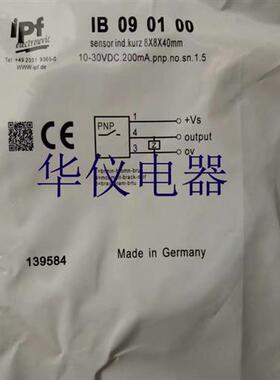 ipf
electronic
Tel +49 2351 9365-0
www.ipf.de
IB 09 01 00
sensor ind.kurz 8X8X40mm
10-30VDC.200mA.pnp.no.sn.1.5
CE
PNP
1
+Vs
4
output
3
ov
华仪电器
Made in Germany
139584